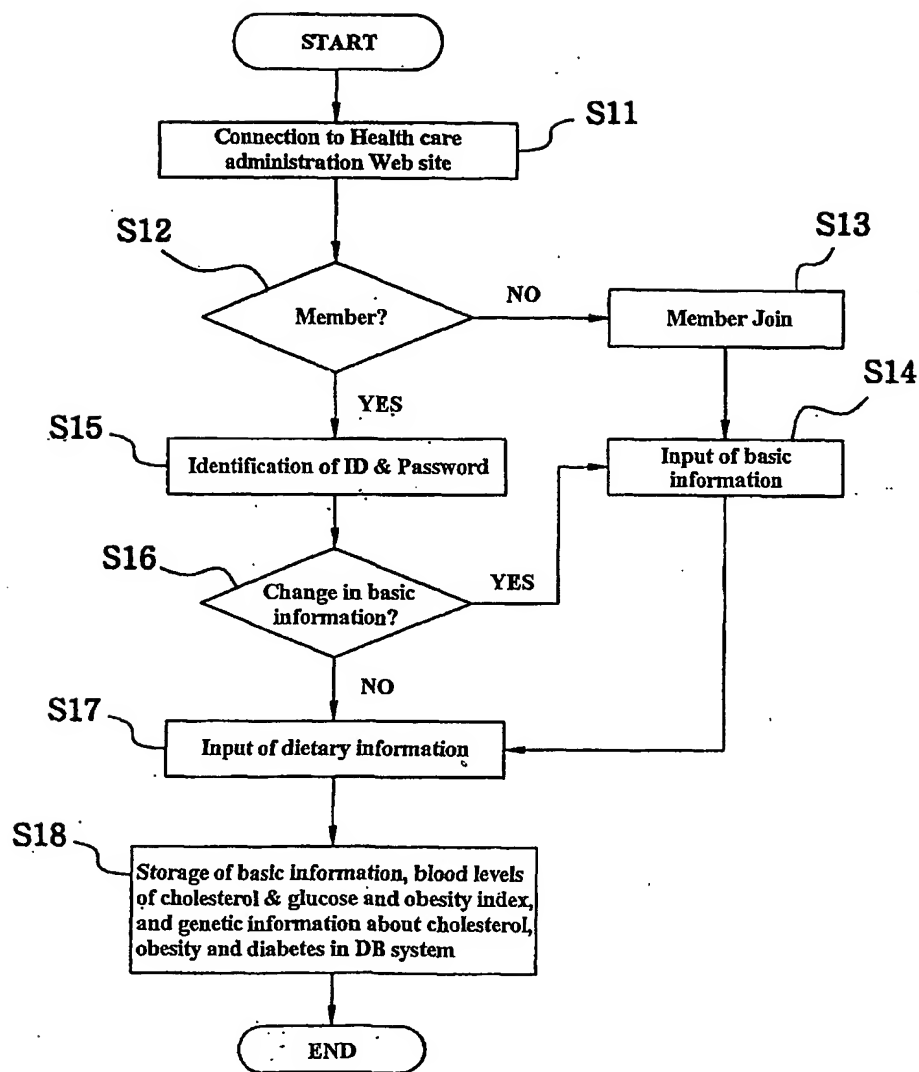 START
S11
Connection to Health care
administration Web site
S12
S13
Member?
NO
Member Join
YES
S14
S15
Identification of ID & Password
Input of basic
information
S16
Change in basic
information?
YES
NO
S17
Input of dietary information
S18
Storage of basic information, blood levels
of cholesterol & glucose and obesity index,
and genetic information about cholesterol,
obesity and diabetes in DB system
END